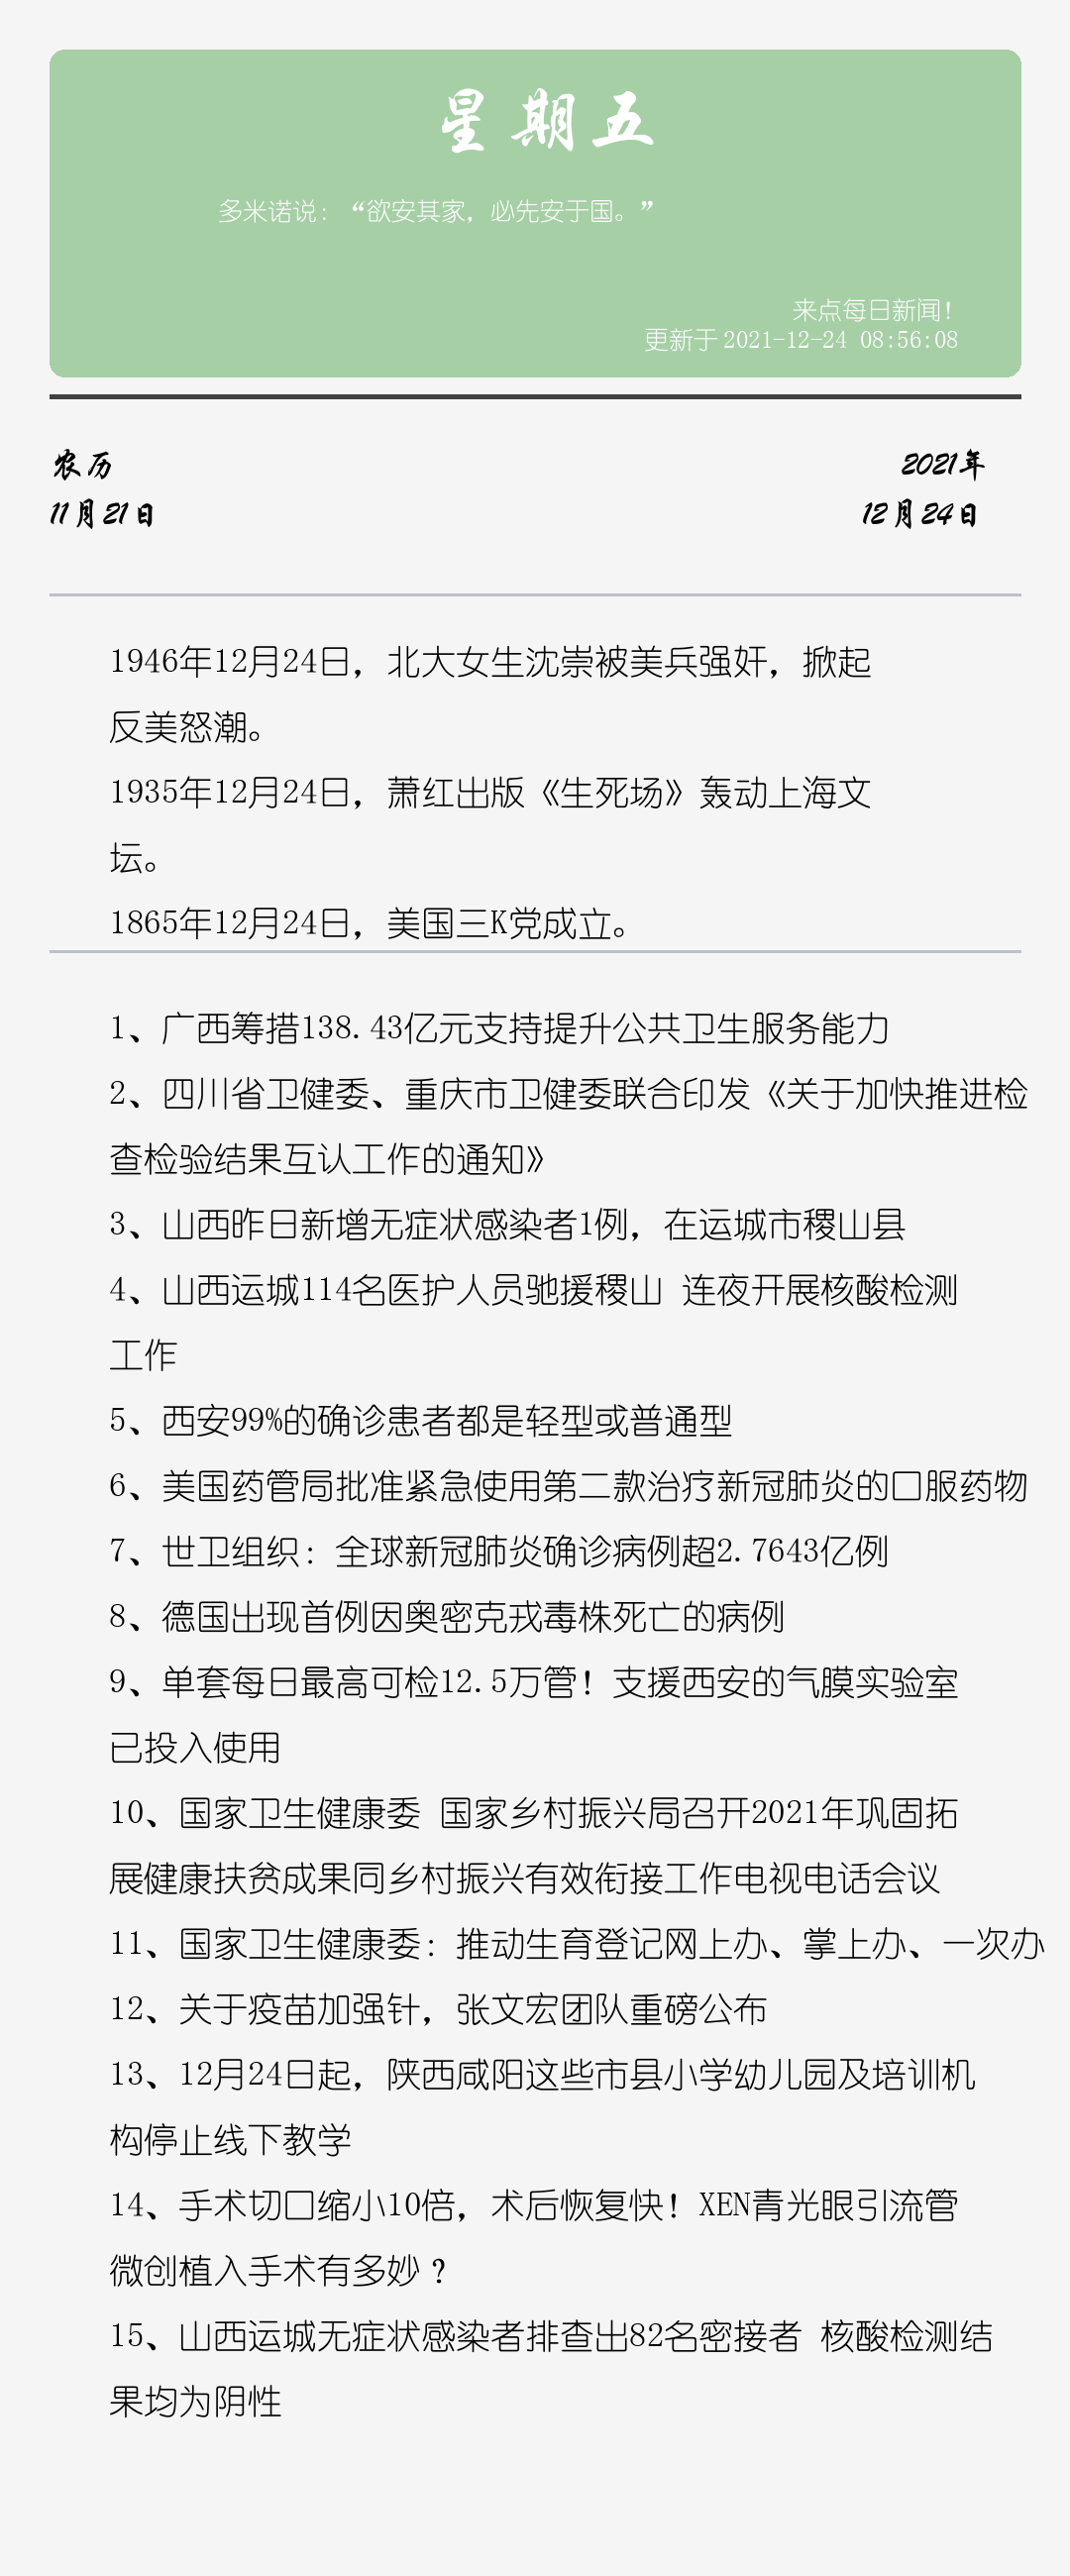 星期五
多米诺说：“欲安其家，必先安于国。”
来点每日新闻！
更新于 2021-12-24 08:56:08
农历
2021年
11月21日
12月24日
1946年12月24日，北大女生沈崇被美兵强奸，掀起
反美怒潮。
1935年12月24日，萧红出版《生死场》轰动上海文
坛。
1865年12月24日，美国三K党成立。
1、广西筹措138.43亿元支持提升公共卫生服务能力
2、四川省卫健委、重庆市卫健委联合印发《关于加快推进检
查检验结果互认工作的通知》
3、山西昨日新增无症状感染者1例，在运城市稷山县
4、山西运城114名医护人员驰援稷山 连夜开展核酸检测
工作
5、西安99%的确诊患者都是轻型或普通型
6、美国药管局批准紧急使用第二款治疗新冠肺炎的口服药物
7、世卫组织：全球新冠肺炎确诊病例超2.7643亿例
8、德国出现首例因奥密克戎毒株死亡的病例
9、单套每日最高可检12.5万管！支援西安的气膜实验室
已投入使用
10、国家卫生健康委 国家乡村振兴局召开2021年巩固拓
展健康扶贫成果同乡村振兴有效衔接工作电视电话会议
11、国家卫生健康委：推动生育登记网上办、掌上办、一次办
12、关于疫苗加强针，张文宏团队重磅公布
13、12月24日起，陕西咸阳这些市县小学幼儿园及培训机
构停止线下教学
14、手术切口缩小10倍，术后恢复快！XEN青光眼引流管
微创植入手术有多妙？
15、山西运城无症状感染者排查出82名密接者 核酸检测结
果均为阴性